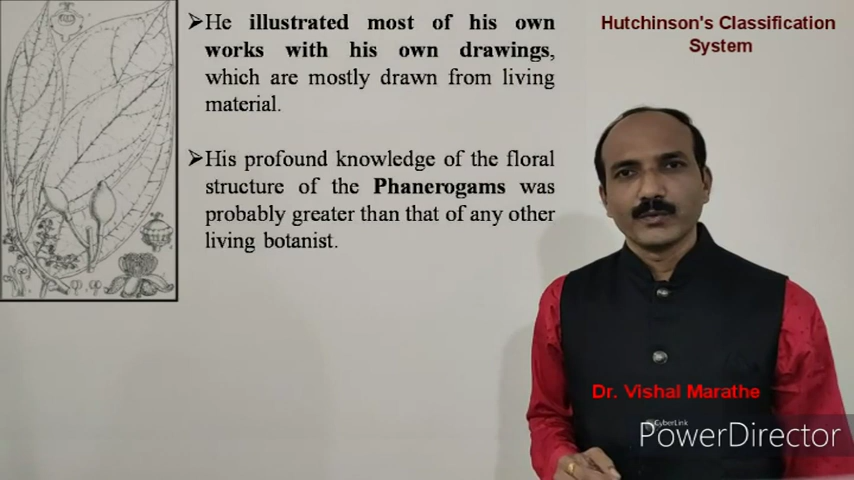 ➢He illustrated most of his own
works with his own drawings,
which are mostly drawn from living
material.
➢His profound knowledge of the floral
structure of the Phanerogams was
probably greater than that of any other
living botanist.
Hutchinson's Classification
System
Dr. Vishal Marathe
CyberLink
PowerDirector